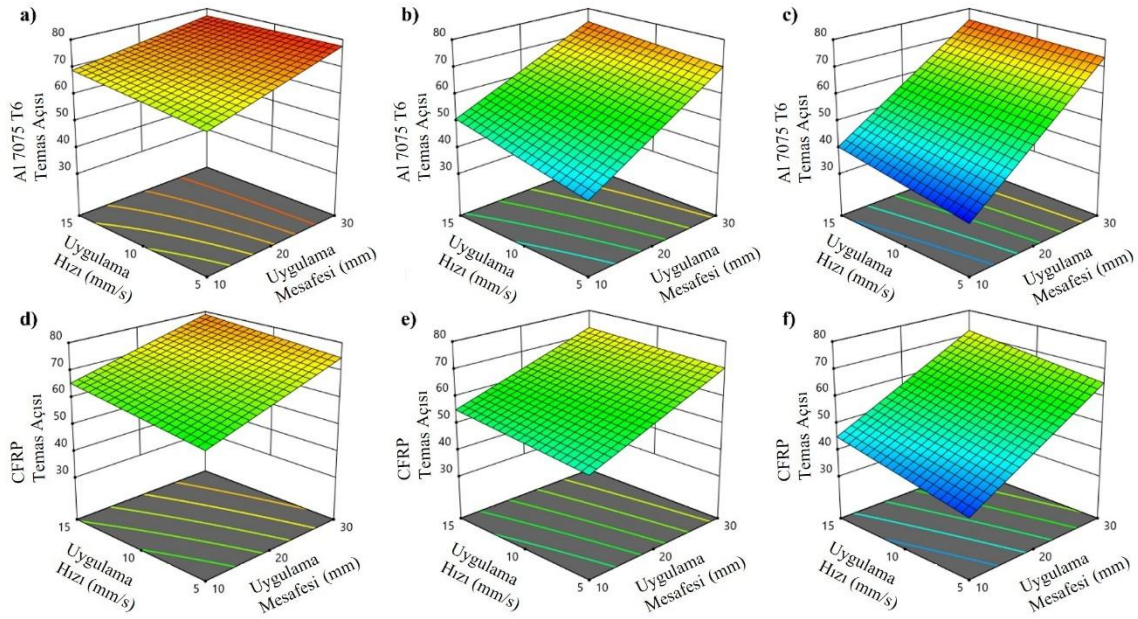 a)
80
70
60
50
40
30
Al 7075 T6
Temas Açısı
15
10
5
Uygulama
Hızı (mm/s)
10
20
30
Uygulama
Mesafesi (mm)
b)
80
70
60
50
40
30
Al 7075 T6
Temas Açısı
15
10
5
Uygulama
Hızı (mm/s)
10
20
30
Uygulama
Mesafesi (mm)
c)
80
70
60
50
40
30
Al 7075 T6
Temas Açısı
15
10
5
Uygulama
Hızı (mm/s)
10
20
30
Uygulama
Mesafesi (mm)
d)
80
70
60
50
40
30
CFRP
Temas Açısı
15
10
5
Uygulama
Hızı (mm/s)
10
20
30
Uygulama
Mesafesi (mm)
e)
80
70
60
50
40
30
CFRP
Temas Açısı
15
10
5
Uygulama
Hızı (mm/s)
10
20
30
Uygulama
Mesafesi (mm)
f)
80
70
60
50
40
30
CFRP
Temas Açısı
15
10
5
Uygulama
Hızı (mm/s)
10
20
30
Uygulama
Mesafesi (mm)